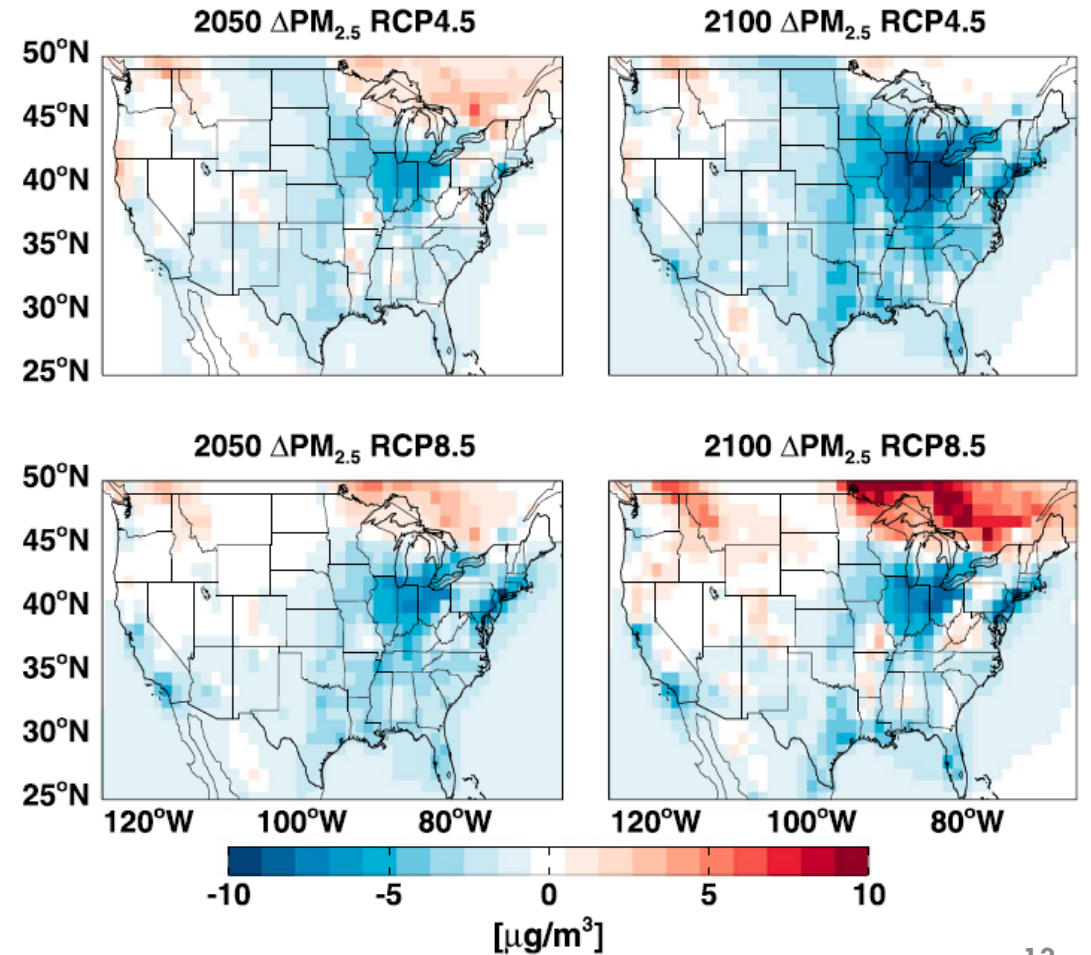 2050 ΔPM2.5 RCP4.5
2100 ΔPM2.5 RCP4.5
50°N
45°N
40°N
35°N
30°N
25°N
2050 ΔPM2.5 RCP8.5
2100 ΔPM2.5 RCP8.5
50°N
45°N
40°N
35°N
30°N
25°N
120°W 100°W 80°W
120°W 100°W 80°W
-10 -5 0 5 10
[μg/m³]